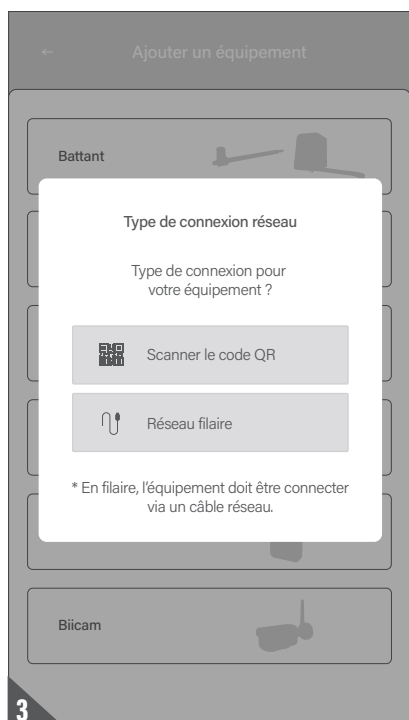 ← Ajouter un équipement
Battant
Type de connexion réseau
Type de connexion pour
votre équipement ?
Scanner le code QR
Réseau filaire
* En filaire, l'équipement doit être connecter
via un câble réseau.
Biicam
3